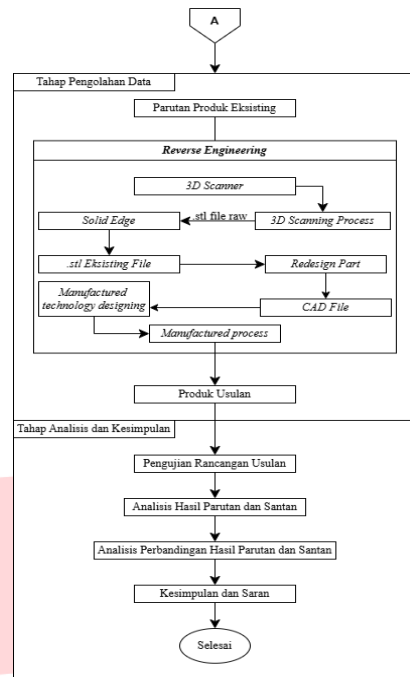 A
Tahap Pengolahan Data
Parutan Produk Eksisting
Reverse Engineering
3D Scanner
Solid Edge
.stl file raw
3D Scanning Process
.stl Eksisting File
Redesign Part
Manufactured
technology designing
CAD File
Manufactured process
Produk Usulan
Tahap Analisis dan Kesimpulan
Pengujian Rancangan Usulan
Analisis Hasil Parutan dan Santan
Analisis Perbandingan Hasil Parutan dan Santan
Kesimpulan dan Saran
Selesai